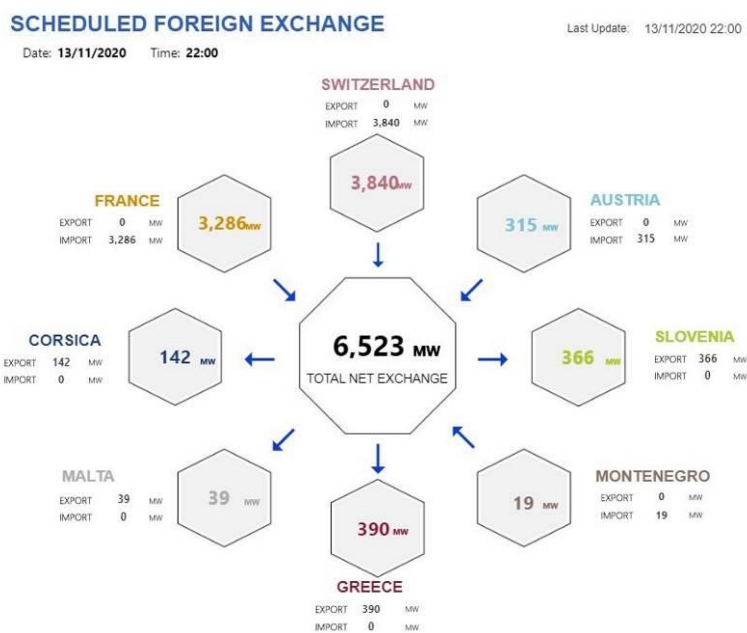 SCHEDULED FOREIGN EXCHANGE
Last Update: 13/11/2020 22:00
Date: 13/11/2020 Time: 22:00
SWITZERLAND
EXPORT 0 MW
IMPORT 3,840 MW
3,840 MW
FRANCE
EXPORT 0 MW
IMPORT 3,286 MW
3,286 MW
AUSTRIA
EXPORT 0 MW
IMPORT 315 MW
315 MW
6,523 MW
TOTAL NET EXCHANGE
CORSICA
EXPORT 142 MW
IMPORT 0 MW
142 MW
SLOVENIA
EXPORT 366 MW
IMPORT 0 MW
366 MW
MALTA
EXPORT 39 MW
IMPORT 0 MW
39 MW
MONTENEGRO
EXPORT 0 MW
IMPORT 19 MW
19 MW
390 MW
GREECE
EXPORT 390 MW
IMPORT 0 MW